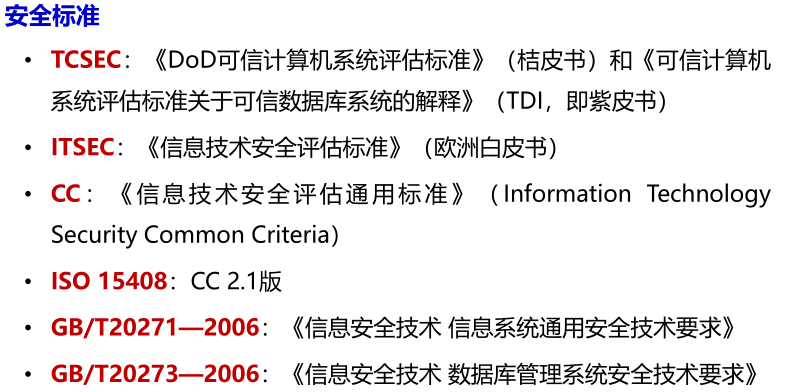 安全标准
• TCSEC：《DoD可信计算机系统评估标准》（桔皮书）和《可信计算机
系统评估标准关于可信数据库系统的解释》（TDI，即紫皮书）
• ITSEC：《信息技术安全评估标准》（欧洲白皮书）
• CC：《信息技术安全评估通用标准》（Information Technology
Security Common Criteria）
• ISO 15408：CC 2.1版
• GB/T20271—2006：《信息安全技术 信息系统通用安全技术要求》
• GB/T20273—2006：《信息安全技术 数据库管理系统安全技术要求》